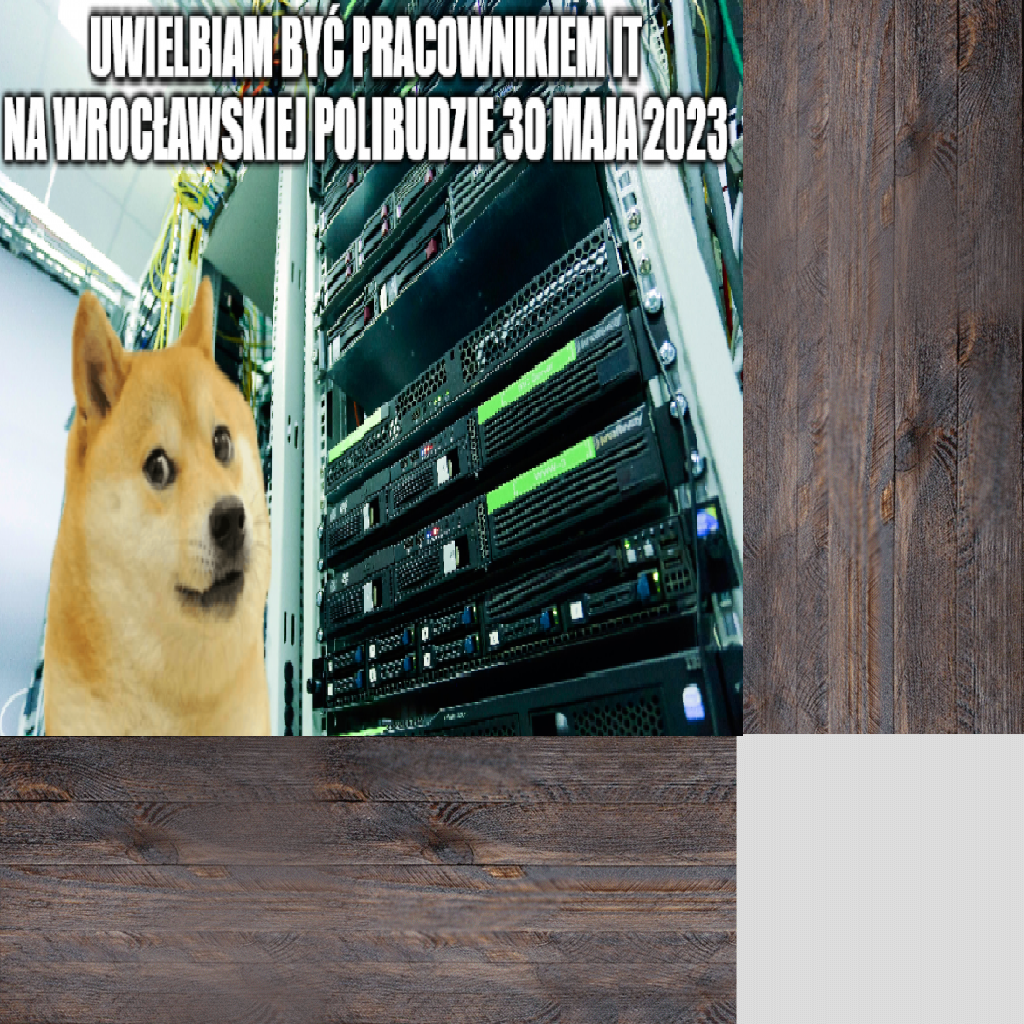 UWIELBIAM BYĆ PRACOWNIKIEM IT
NA WROCŁAWSKIEJ POLIBUDZIE 30 MAJA 2023